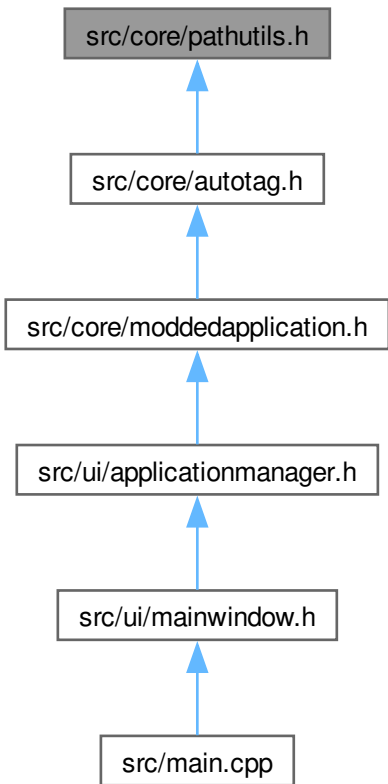 src/core/pathutils.h
src/core/autotag.h
src/core/moddedapplication.h
src/ui/applicationmanager.h
src/ui/mainwindow.h
src/main.cpp